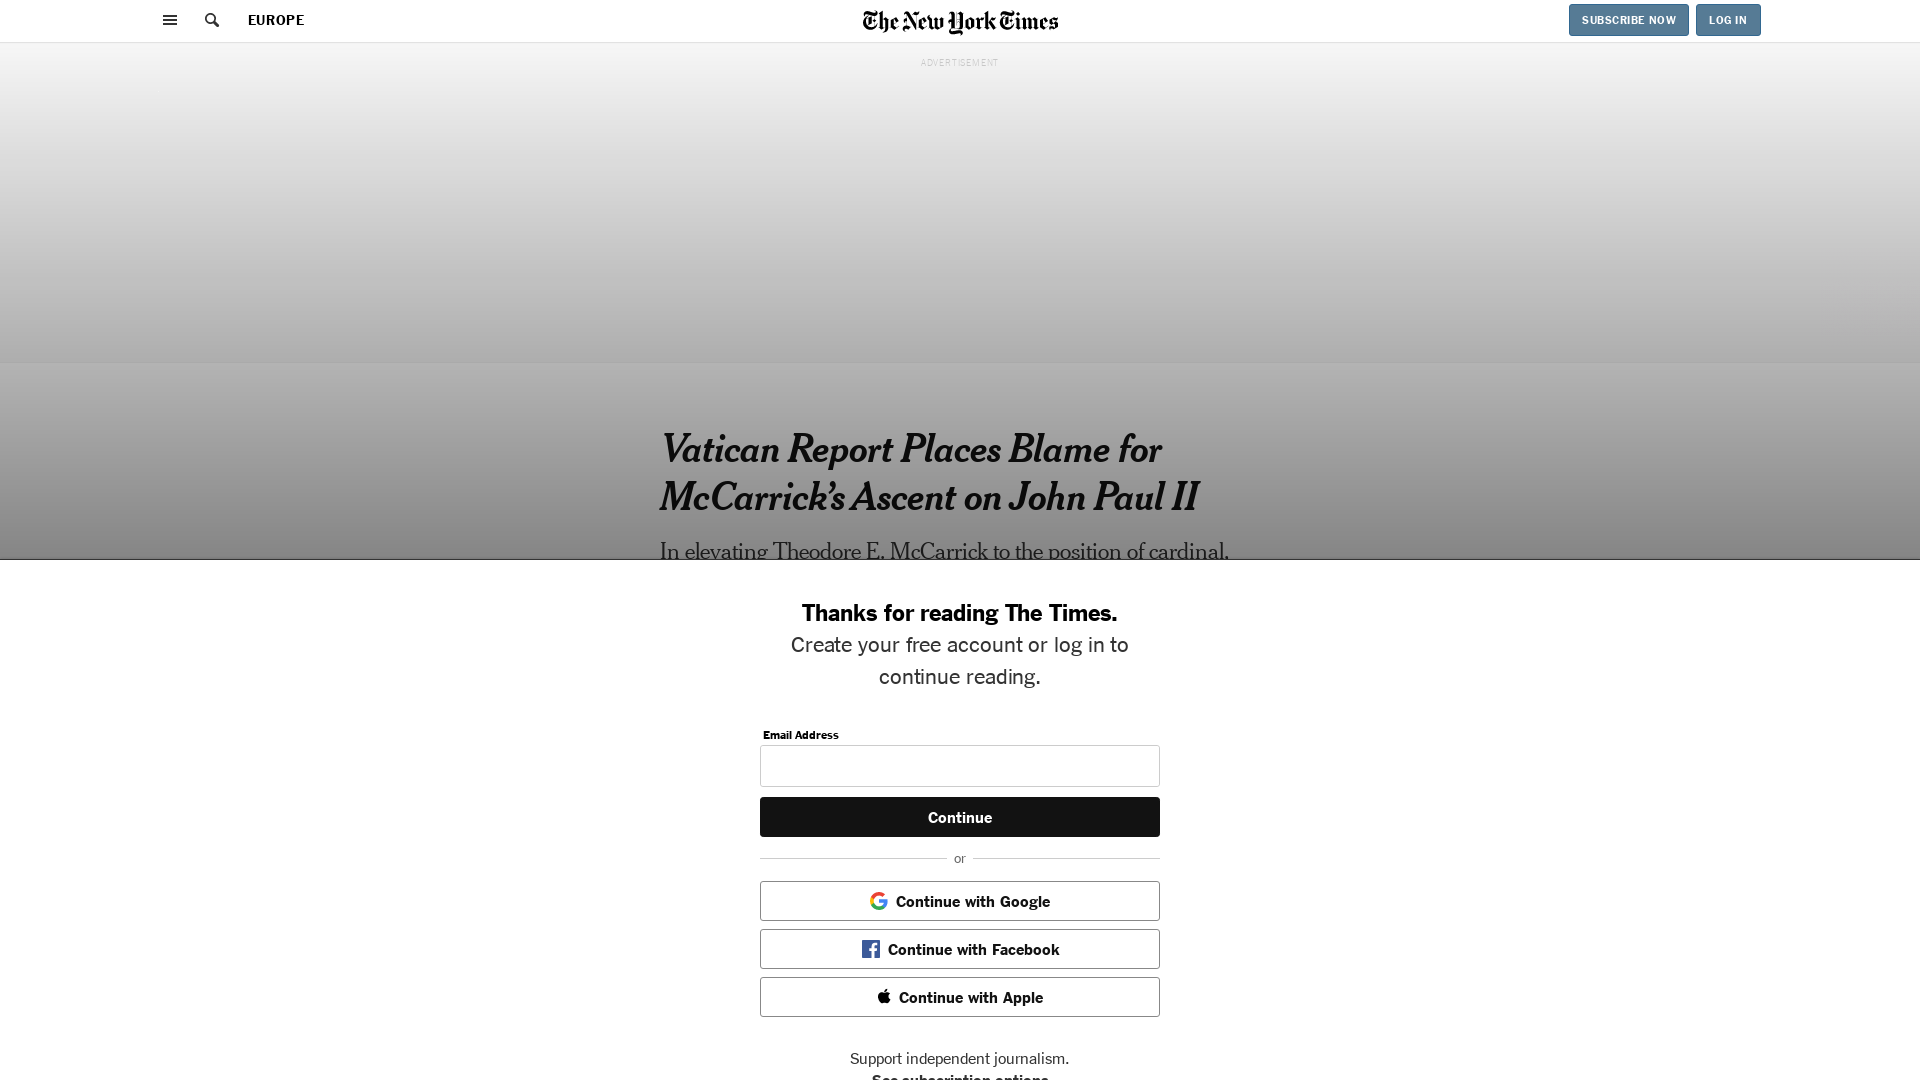 EUROPE
The New York Times
SUBSCRIBE NOW
LOG IN
ADVERTISEMENT
Vatican Report Places Blame for
McCarrick’s Ascent on John Paul II
In elevating Theodore E. McCarrick to the position of cardinal,
Thanks for reading The Times.
Create your free account or log in to
continue reading.
Email Address
Continue
or
Continue with Google
Continue with Facebook
Continue with Apple
Support independent journalism.
See subscription options.